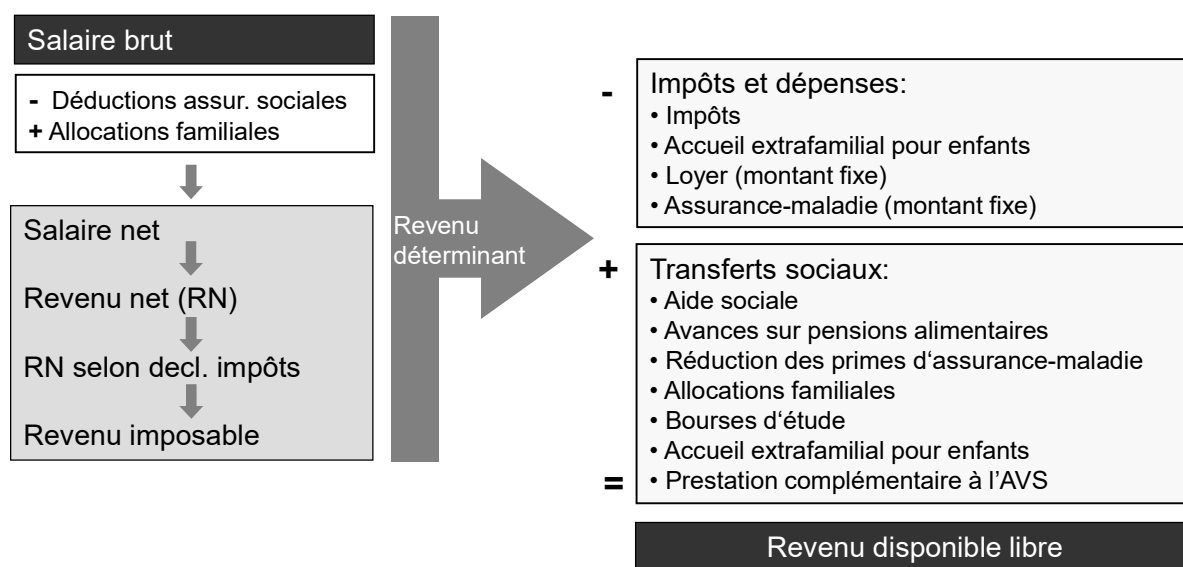 Salaire brut
- Déductions assur. sociales
+ Allocations familiales
Salaire net
Revenu net (RN)
RN selon decl. impôts
Revenu imposable
Revenu
déterminant
-
Impôts et dépenses:
• Impôts
• Accueil extrafamilial pour enfants
• Loyer (montant fixe)
• Assurance-maladie (montant fixe)
+
Transferts sociaux:
• Aide sociale
• Avances sur pensions alimentaires
• Réduction des primes d‘assurance-maladie
• Allocations familiales
• Bourses d‘étude
• Accueil extrafamilial pour enfants
• Prestation complémentaire à l’AVS
=
Revenu disponible libre